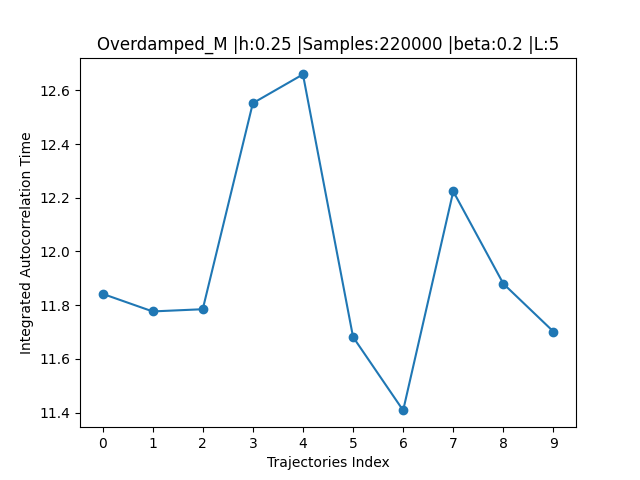 Overdamped_M |h:0.25 |Samples:220000 |beta:0.2 |L:5
Integrated Autocorrelation Time
12.6
12.4
12.2
12.0
11.8
11.6
11.4
0 1 2 3 4 5 6 7 8 9
Trajectories Index